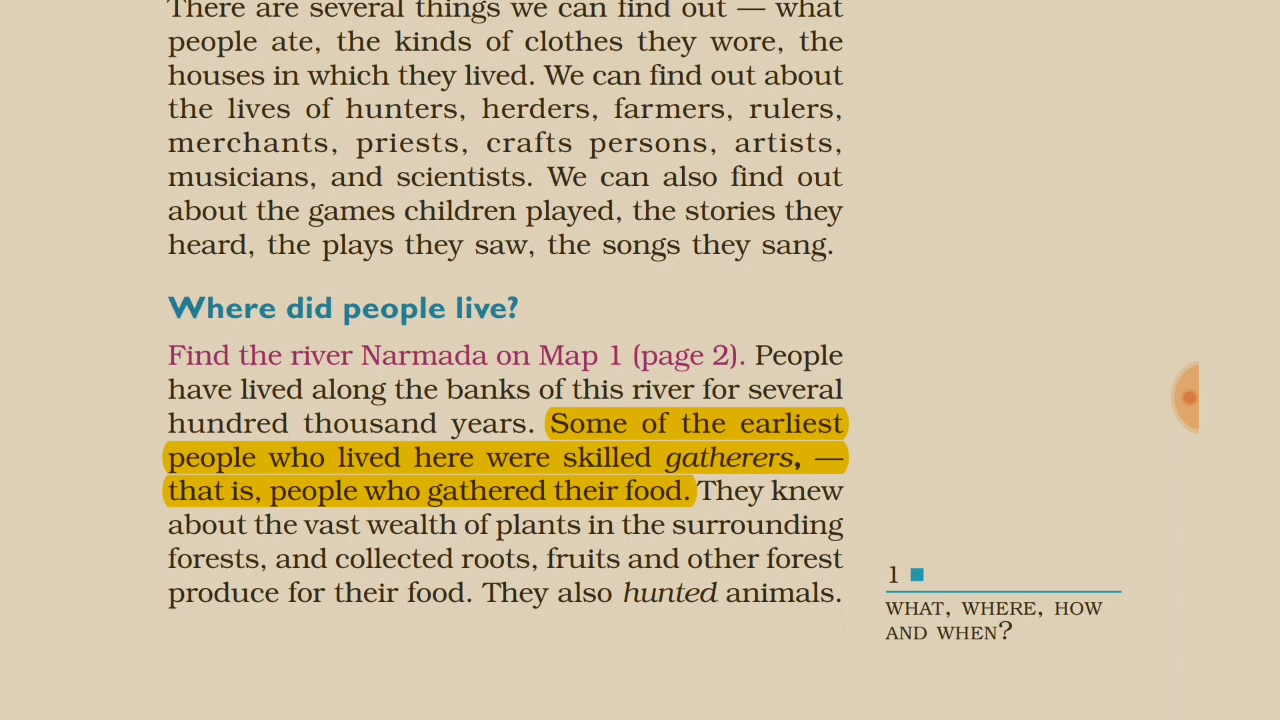 There are several things we can find out — what
people ate, the kinds of clothes they wore, the
houses in which they lived. We can find out about
the lives of hunters, herders, farmers, rulers,
merchants, priests, crafts persons, artists,
musicians, and scientists. We can also find out
about the games children played, the stories they
heard, the plays they saw, the songs they sang.
Where did people live?
Find the river Narmada on Map 1 (page 2). People
have lived along the banks of this river for several
hundred thousand years. Some of the earliest
people who lived here were skilled gatherers, —
that is, people who gathered their food. They knew
about the vast wealth of plants in the surrounding
forests, and collected roots, fruits and other forest
produce for their food. They also hunted animals.
1
WHAT, WHERE, HOW
AND WHEN?